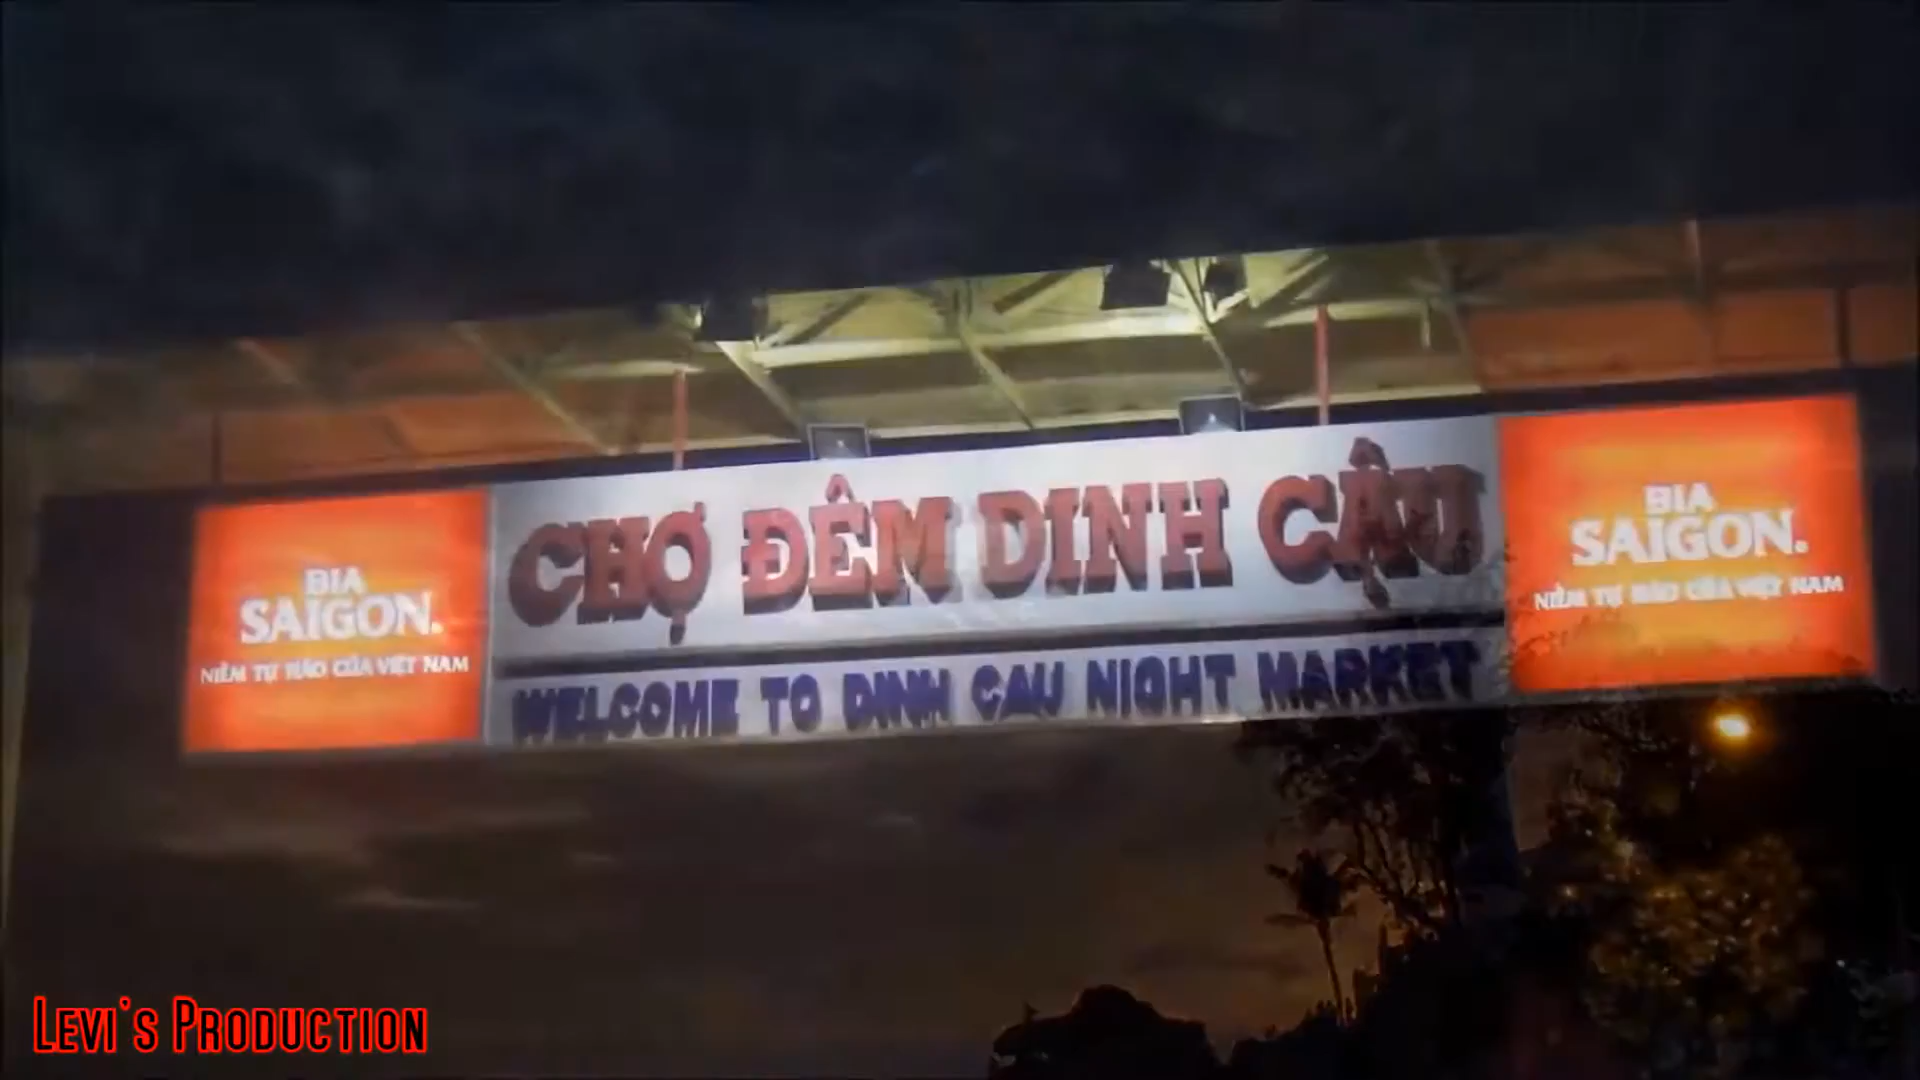 CHỢ ĐÊM DINH CẬU
WELCOME TO DINH CAU NIGHT MARKET
BIA
SAIGON.
NIỀM TỰ HÀO CỦA VIỆT NAM
BIA
SAIGON.
NIỀM TỰ HÀO CỦA VIỆT NAM
LEVI'S PRODUCTION